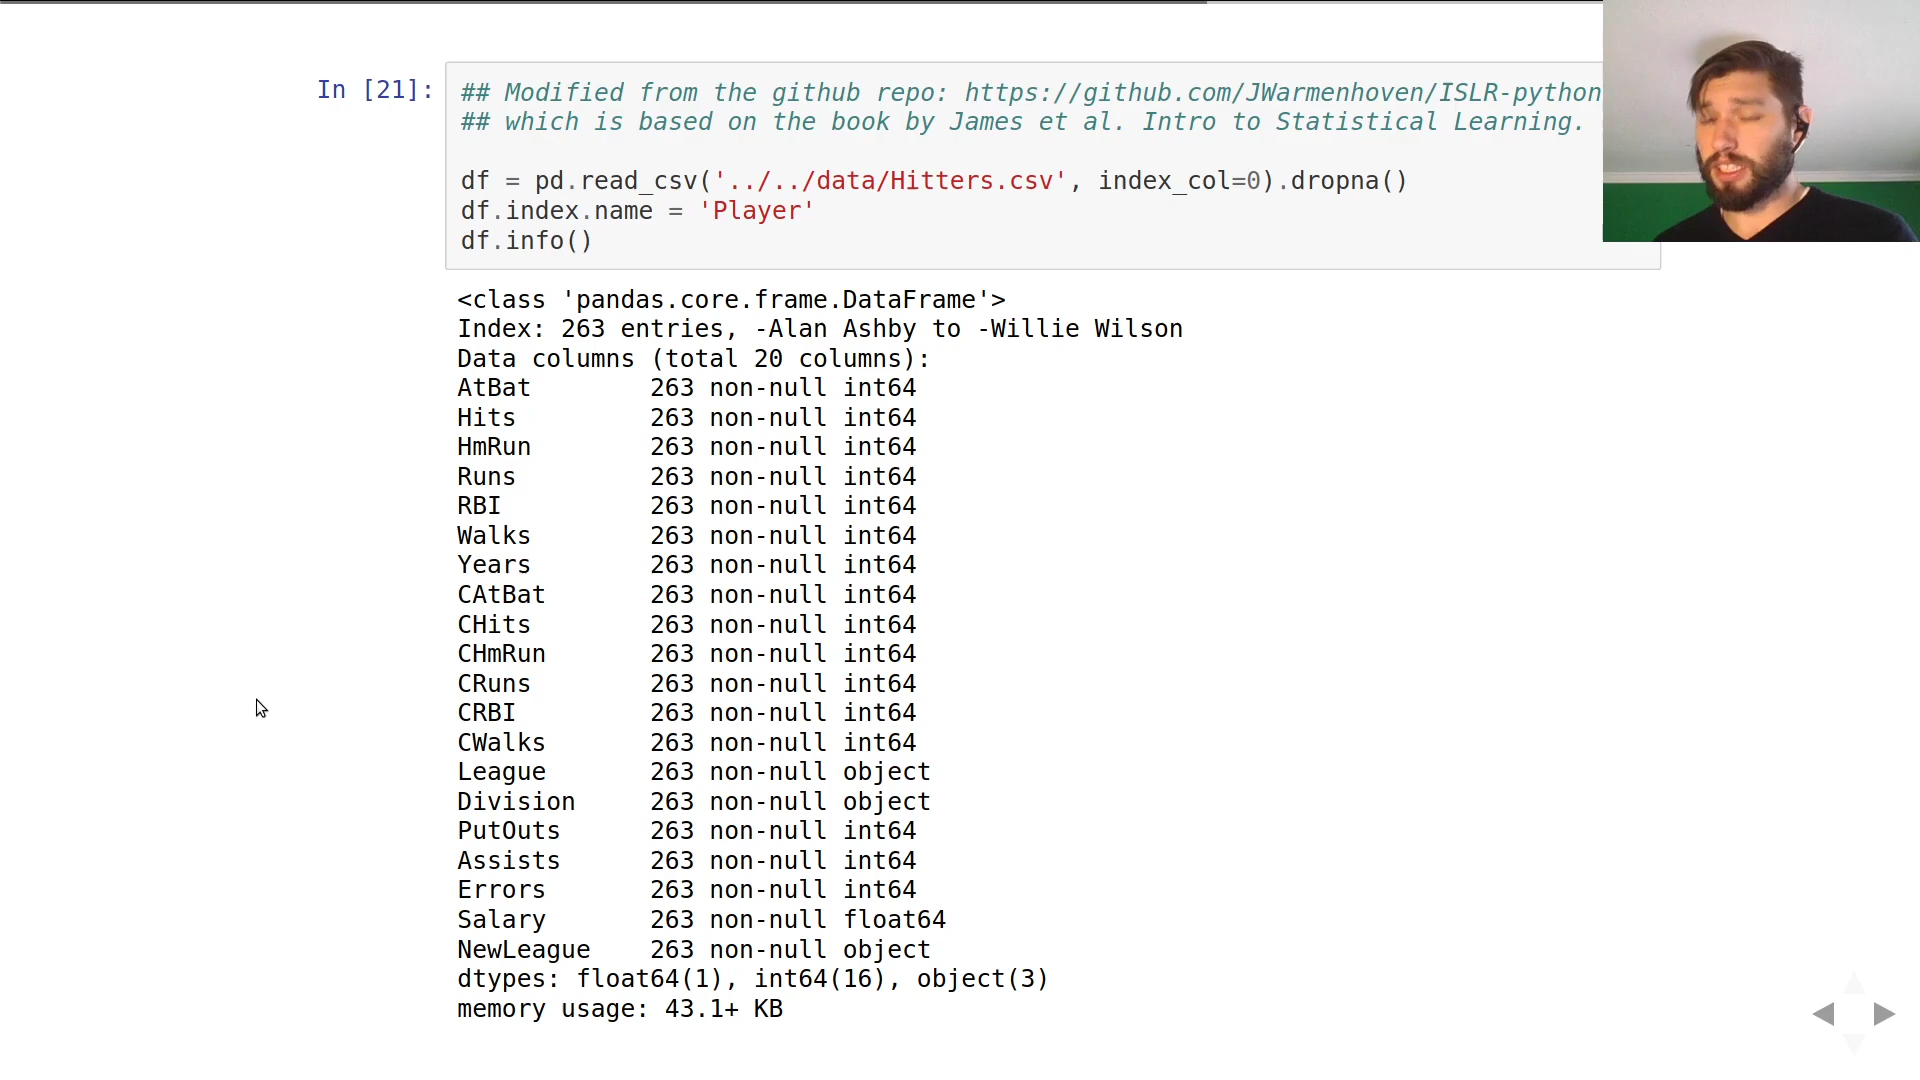 In [21]:
## Modified from the github repo: https://github.com/JWarmenhoven/ISLR-python
## which is based on the book by James et al. Intro to Statistical Learning.
df = pd.read_csv('../../data/Hitters.csv', index_col=0).dropna()
df.index.name = 'Player'
df.info()
<class 'pandas.core.frame.DataFrame'>
Index: 263 entries, -Alan Ashby to -Willie Wilson
Data columns (total 20 columns):
AtBat        263 non-null int64
Hits         263 non-null int64
HmRun        263 non-null int64
Runs         263 non-null int64
RBI          263 non-null int64
Walks        263 non-null int64
Years        263 non-null int64
CAtBat       263 non-null int64
CHits        263 non-null int64
CHmRun       263 non-null int64
CRuns        263 non-null int64
CRBI         263 non-null int64
CWalks       263 non-null int64
League       263 non-null object
Division     263 non-null object
PutOuts      263 non-null int64
Assists      263 non-null int64
Errors       263 non-null int64
Salary       263 non-null float64
NewLeague    263 non-null object
dtypes: float64(1), int64(16), object(3)
memory usage: 43.1+ KB